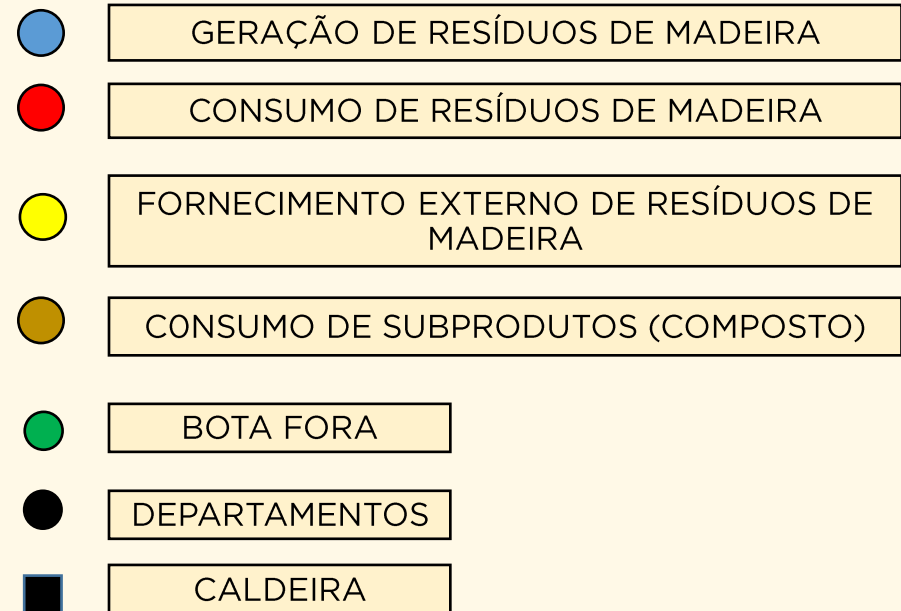 GERAÇÃO DE RESÍDUOS DE MADEIRA
CONSUMO DE RESÍDUOS DE MADEIRA
FORNECIMENTO EXTERNO DE RESÍDUOS DE
MADEIRA
C0NSUMO DE SUBPRODUTOS (COMPOSTO)
BOTA FORA
DEPARTAMENTOS
CALDEIRA